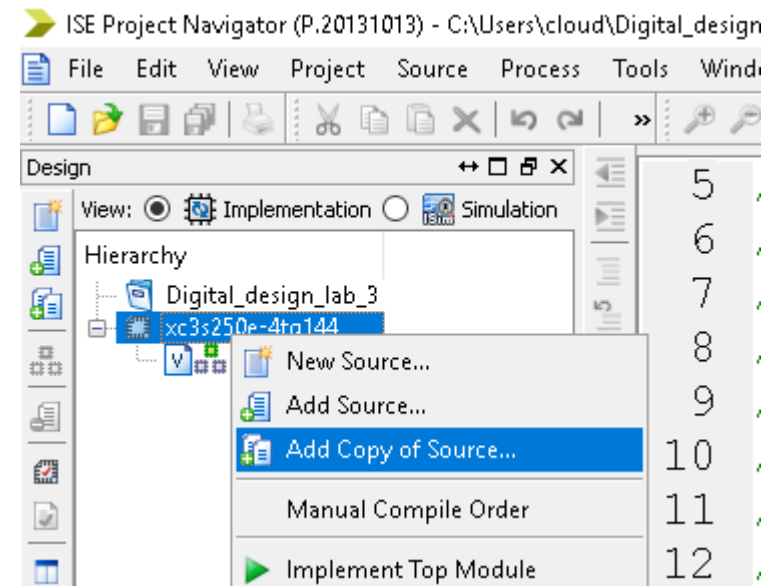 ISE Project Navigator (P.20131013) - C:\Users\cloud\Digital_design
File Edit View Project Source Process Tools
Design
View: Implementation Simulation
Hierarchy
Digital_design_lab_3
xc3s250e-4tq144
V
New Source...
Add Source...
Add Copy of Source...
Manual Compile Order
Implement Top Module
5
6
7
8
9
10
11
12